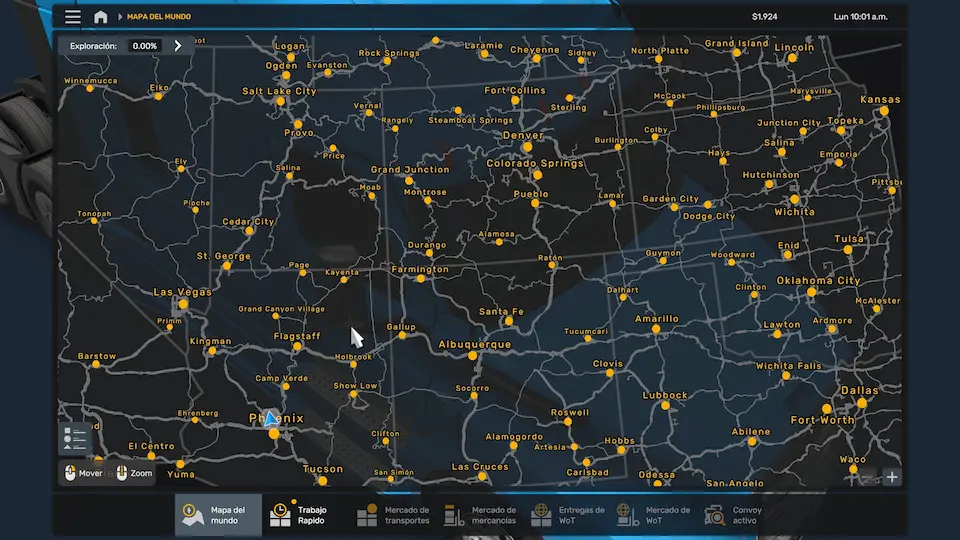 MAPA DEL MUNDO
$1.924
Lun 10:01 a.m.
Exploración: 0.00%
Logan
Rock Springs
Laramie
Cheyenne
Sidney
North Platte
Grand Island
Lincoln
Ogden
Evanston
Winnemucca
Elko
Salt Lake City
Vernal
Fort Collins
Sterling
McCook
Marysville
Kansas
Phillipsburg
Rangely
Steamboat Springs
Provo
Denver
Burlington
Colby
Junction City
Topeka
Price
Salina
Ely
Salina
Grand Junction
Colorado Springs
Hays
Emporia
Moab
Montrose
Pueblo
Lamar
Garden City
Hutchinson
Pittsbu
Pioche
Dodge City
Wichita
Tonopah
Cedar City
Alamosa
Durango
Enid
Tulsa
St. George
Page
Kayenta
Farmington
Ratón
Guymon
Woodward
Las Vegas
Dalhart
Clinton
Oklahoma City
McAlester
Grand Canyon Village
Santa Fe
Primm
Gallup
Amarillo
Lawton
Ardmore
Kingman
Flagstaff
Albuquerque
Tucumcari
Barstow
Holbrook
Clovis
Wichita Falls
Camp Verde
Show Low
Socorro
Lubbock
Dallas
Ehrenberg
Phoenix
Roswell
Fort Worth
Clifton
Alamogordo
Artesia
Hobbs
Abilene
El Centro
Yuma
Tucson
San Simón
Las Cruces
Carlsbad
Odessa
San Angelo
Waco
Mover
Zoom
Mapa del
mundo
Trabajo
Rapido
Mercado de
transportes
Mercado de
mercancías
Entregas de
WoT
Mercado de
WoT
Convoy
activo